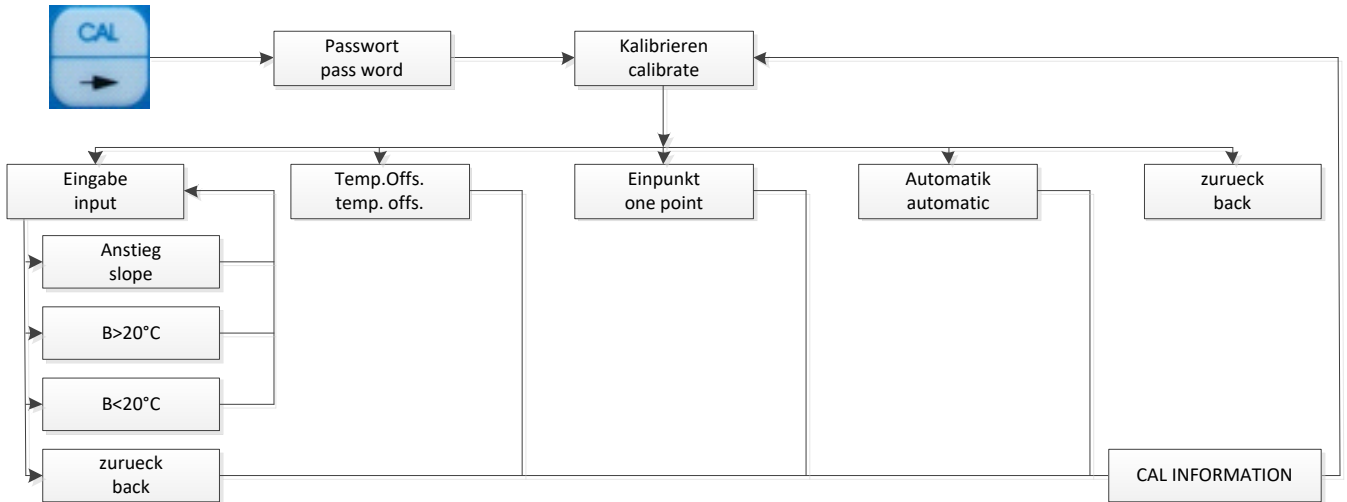 CAL
Passwort
pass word
Kalibrieren
calibrate
Eingabe
input
Temp.Offs.
temp. offs.
Einpunkt
one point
Automatik
automatic
zurueck
back
Anstieg
slope
B>20°C
B<20°C
zurueck
back
CAL INFORMATION